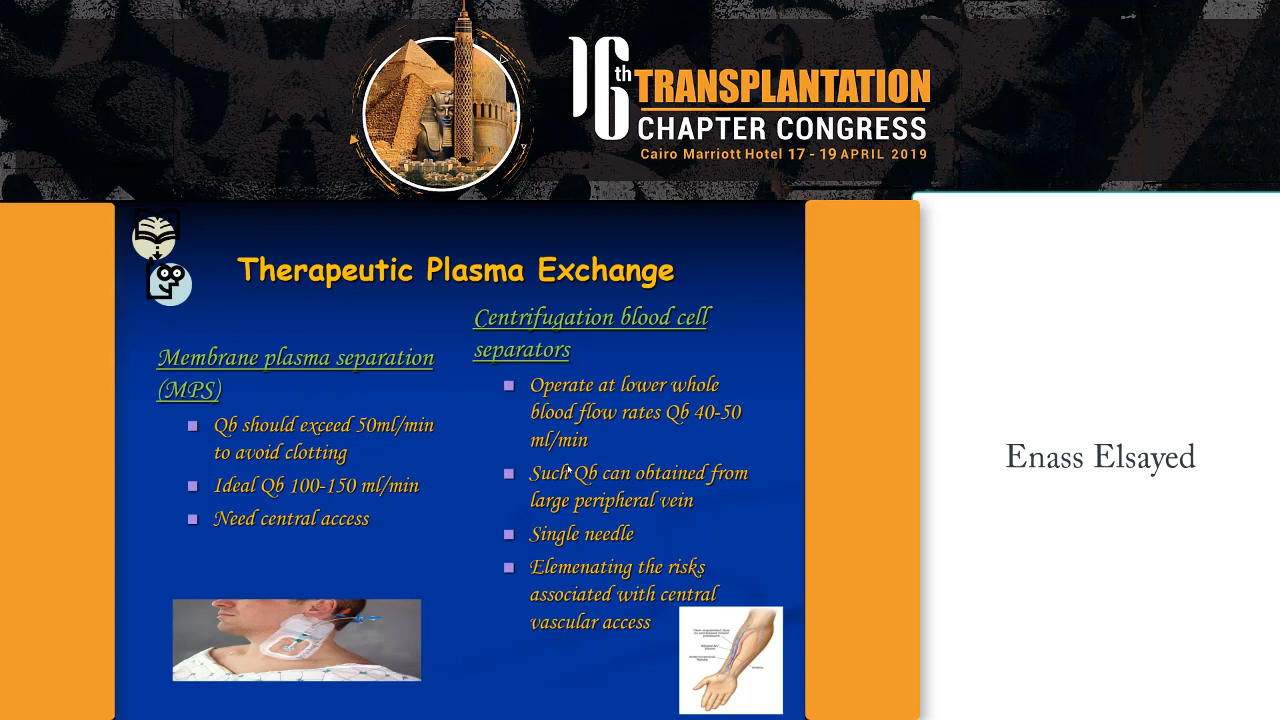 16th TRANSPLANTATION
CHAPTER CONGRESS
Cairo Marriott Hotel 17 - 19 APRIL 2019
Therapeutic Plasma Exchange
Membrane plasma separation
(MPS)
Qb should exceed 50ml/min
to avoid clotting
Ideal Qb 100-150 ml/min
Need central access
Centrifugation blood cell
separators
Operate at lower whole
blood flow rates Qb 40-50
ml/min
Such Qb can obtained from
large peripheral vein
Single needle
Elemenating the risks
associated with central
vascular access
Enass Elsayed